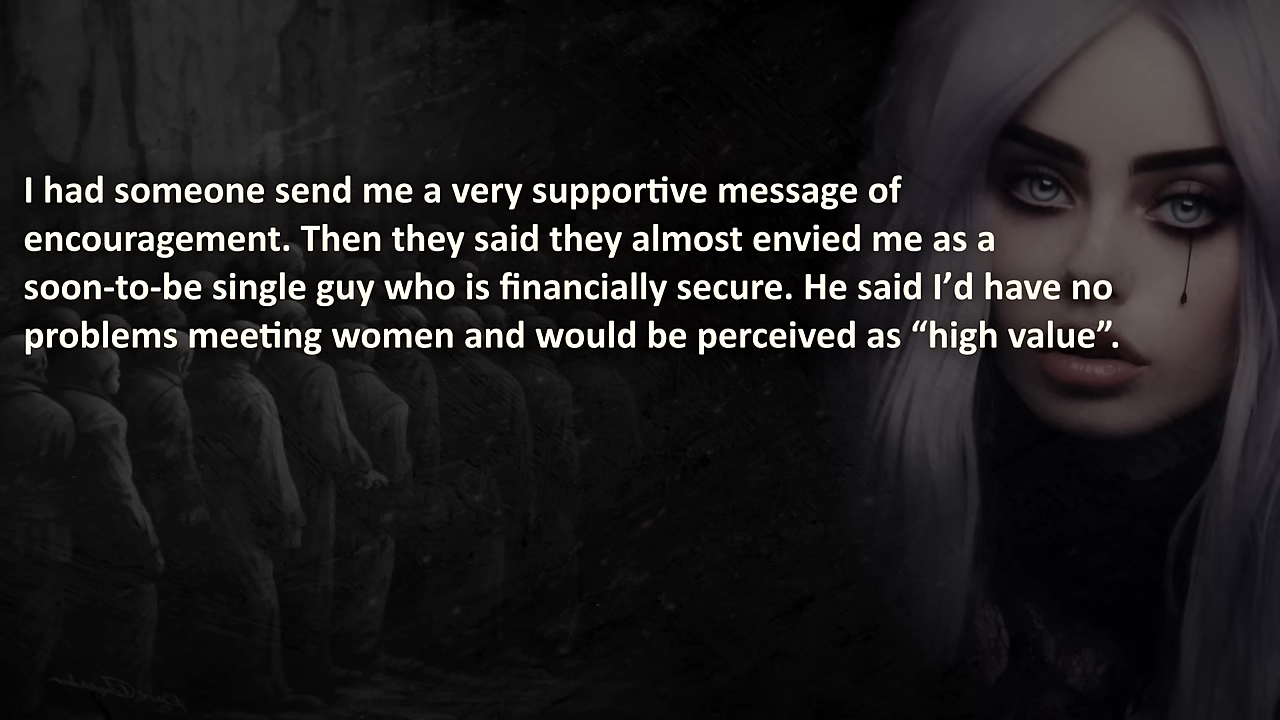 I had someone send me a very supportive message of
encouragement. Then they said they almost envied me as a
soon-to-be single guy who is financially secure. He said I’d have no
problems meeting women and would be perceived as “high value”.